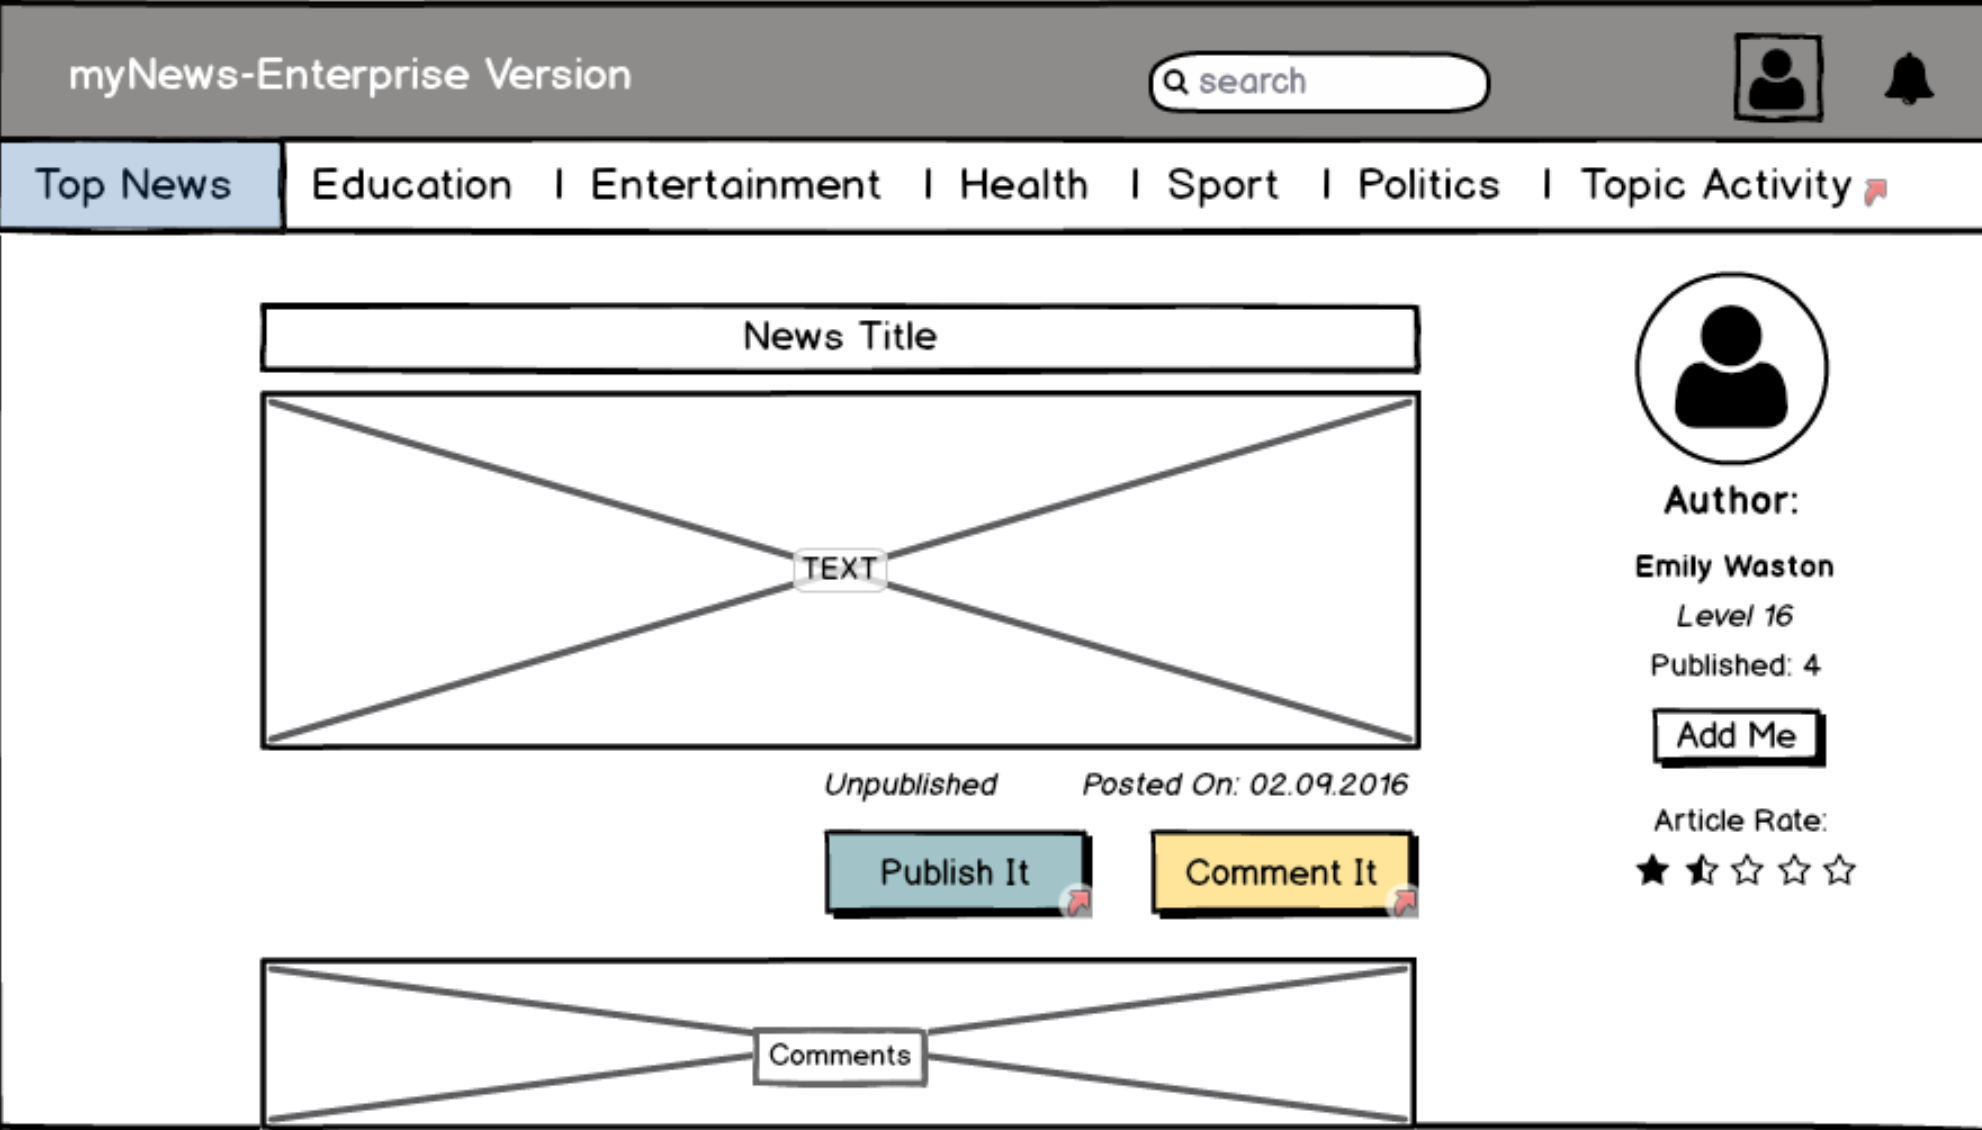 myNews-Enterprise Version
search
Top News
Education | Entertainment | Health | Sport | Politics | Topic Activity
News Title
TEXT
Unpublished
Posted On: 02.09.2016
Publish It
Comment It
Comments
Author:
Emily Waston
Level 16
Published: 4
Add Me
Article Rate: